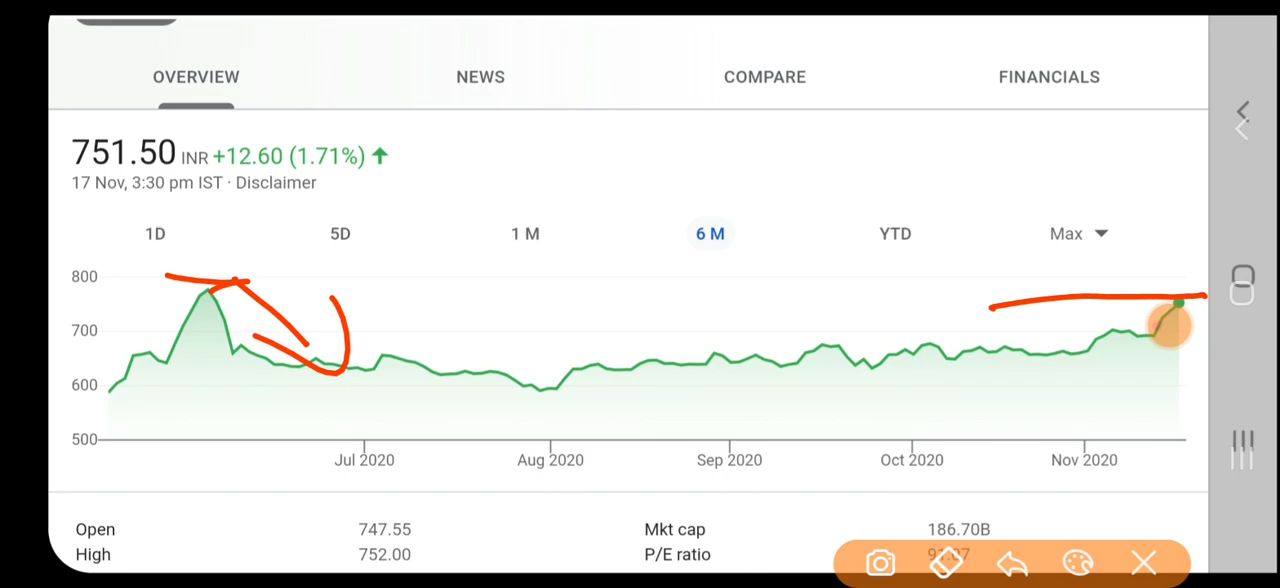 OVERVIEW NEWS COMPARE FINANCIALS
751.50 INR +12.60 (1.71%)
17 Nov, 3:30 pm IST · Disclaimer
1D 5D 1 M 6 M YTD Max
800
700
600
500
Jul 2020 Aug 2020 Sep 2020 Oct 2020 Nov 2020
Open 747.55 Mkt cap 186.70B
High 752.00 P/E ratio